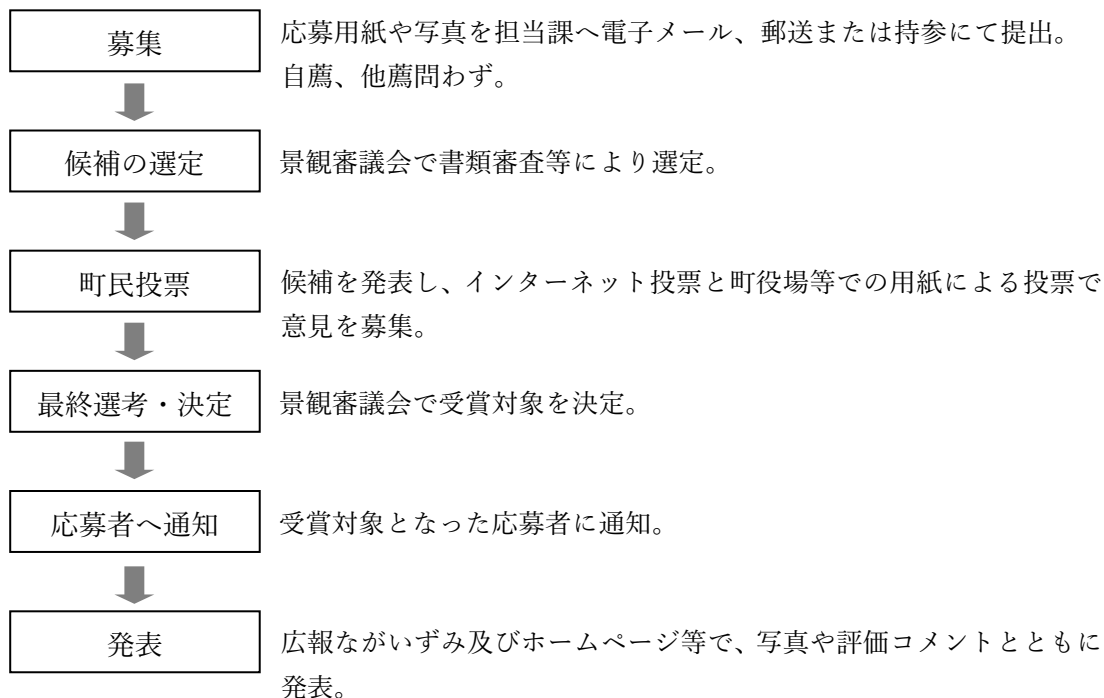 募集
応募用紙や写真を担当課へ電子メール、郵送または持参にて提出。
自薦、他薦問わず。
候補の選定
景観審議会で書類審査等により選定。
町民投票
候補を発表し、インターネット投票と町役場等での用紙による投票で
意見を募集。
最終選考・決定
景観審議会で受賞対象を決定。
応募者へ通知
受賞対象となった応募者に通知。
発表
広報ながいずみ及びホームページ等で、写真や評価コメントとともに
発表。